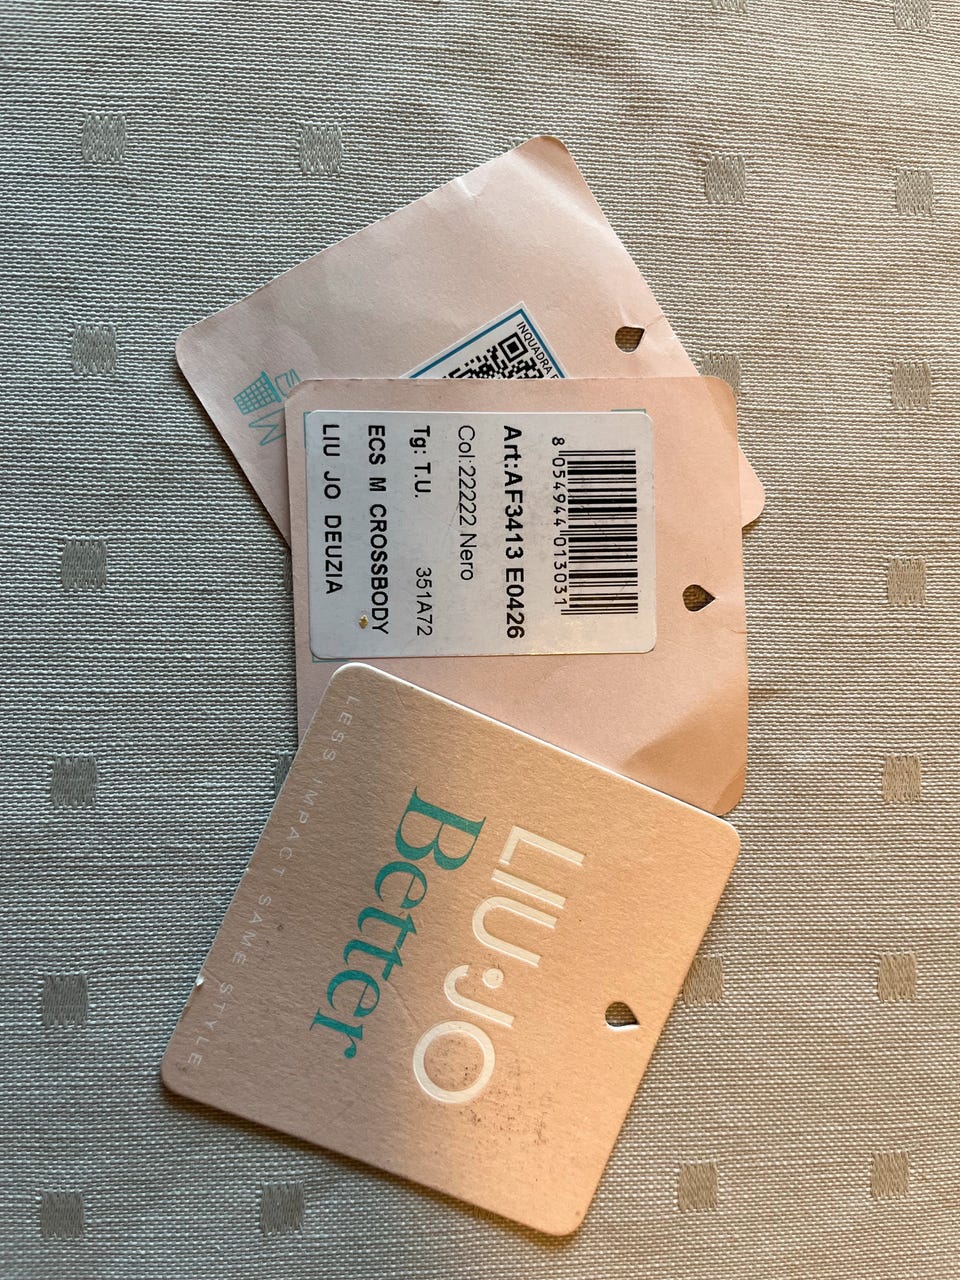 INQUADRA
8 054944 013031
Art:AF3413 E0426
Col:22222 Nero
Tg: T.U. 351A72
ECS M CROSSBODY
LIU JO DEUZIA
LIU·JO
Better
LESS IMPACT SAME STYLE